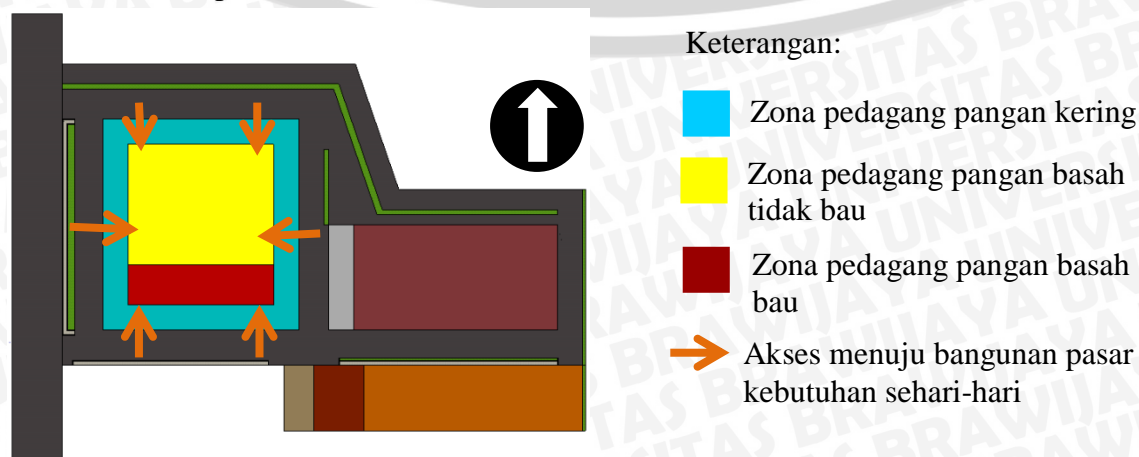 Keterangan:
Zona pedagang pangan kering
Zona pedagang pangan basah
tidak bau
Zona pedagang pangan basah
bau
Akses menuju bangunan pasar
kebutuhan sehari-hari